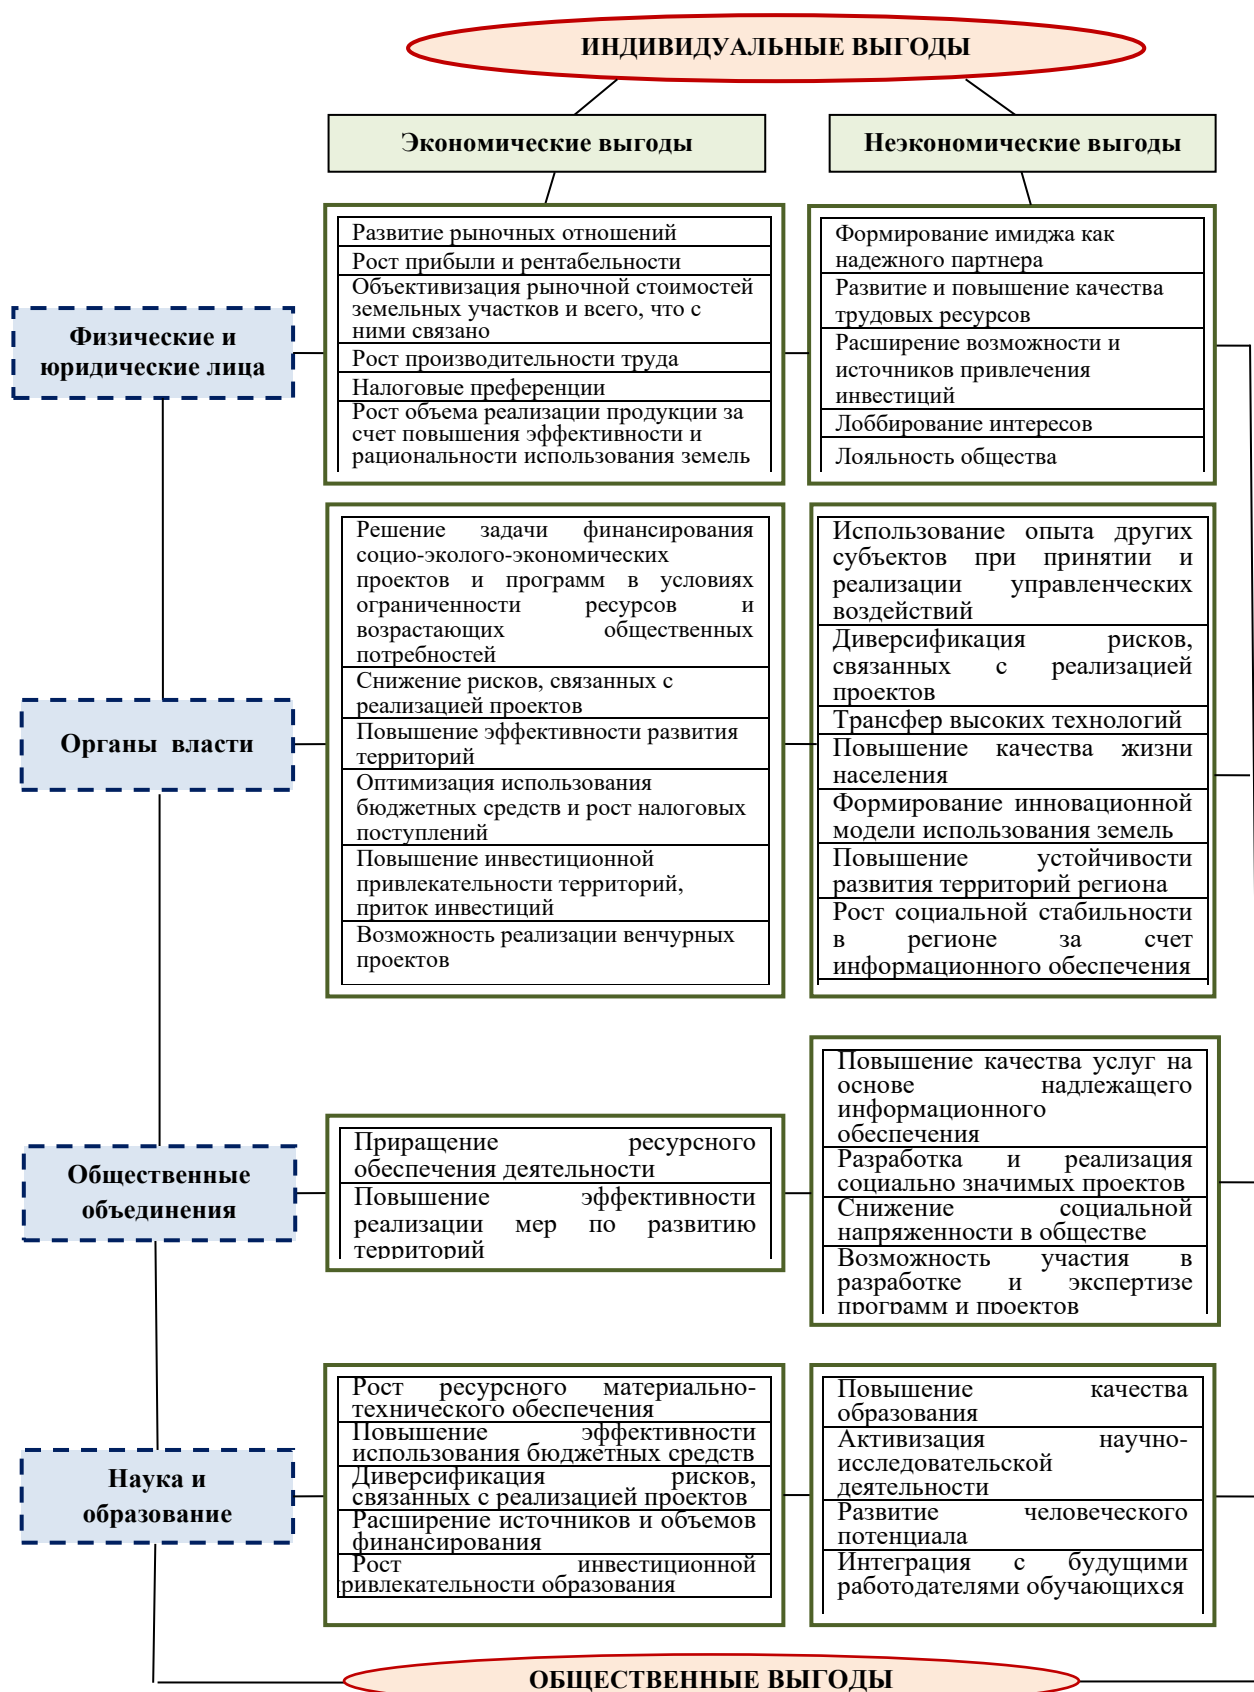 ИНДИВИДУАЛЬНЫЕ ВЫГОДЫ
Экономические выгоды
Неэкономические выгоды
Физические и
юридические лица
Развитие рыночных отношений
Рост прибыли и рентабельности
Объективизация рыночной стоимостей
земельных участков и всего, что с
ними связано
Рост производительности труда
Налоговые преференции
Рост объема реализации продукции за
счет повышения эффективности и
рациональности использования земель
Формирование имиджа как
надежного партнера
Развитие и повышение качества
трудовых ресурсов
Расширение возможности и
источников привлечения
инвестиций
Лоббирование интересов
Лояльность общества
Органы власти
Решение задачи финансирования
социо-эколого-экономических
проектов и программ в условиях
ограниченности ресурсов и
возрастающих общественных
потребностей
Снижение рисков, связанных с
реализацией проектов
Повышение эффективности развития
территорий
Оптимизация использования
бюджетных средств и рост налоговых
поступлений
Повышение инвестиционной
привлекательности территорий,
приток инвестиций
Возможность реализации венчурных
проектов
Использование опыта других
субъектов при принятии и
реализации управленческих
воздействий
Диверсификация рисков,
связанных с реализацией
проектов
Трансфер высоких технологий
Повышение качества жизни
населения
Формирование инновационной
модели использования земель
Повышение устойчивости
развития территорий региона
Рост социальной стабильности
в регионе за счет
информационного обеспечения
Общественные
объединения
Приращение ресурсного
обеспечения деятельности
Повышение эффективности
реализации мер по развитию
территорий
Повышение качества услуг на
основе надлежащего
информационного
обеспечения
Разработка и реализация
социально значимых проектов
Снижение социальной
напряженности в обществе
Возможность участия в
разработке и экспертизе
программ и проектов
Наука и
образование
Рост ресурсного материально-
технического обеспечения
Повышение эффективности
использования бюджетных средств
Диверсификация рисков,
связанных с реализацией проектов
Расширение источников и объемов
финансирования
Рост инвестиционной
привлекательности образования
Повышение качества
образования
Активизация научно-
исследовательской
деятельности
Развитие человеческого
потенциала
Интеграция с будущими
работодателями обучающихся
ОБЩЕСТВЕННЫЕ ВЫГОДЫ